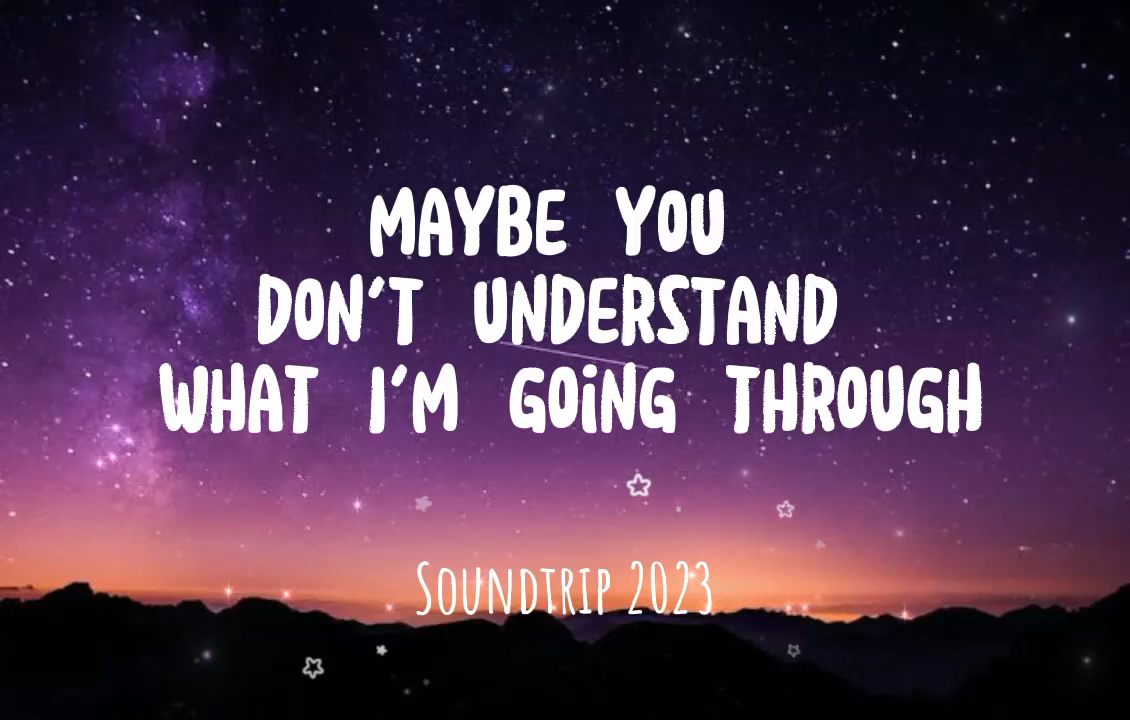 MAYBE YOU
DON'T UNDERSTAND
WHAT I'M GOING THROUGH
SOUNDTRIP 2023